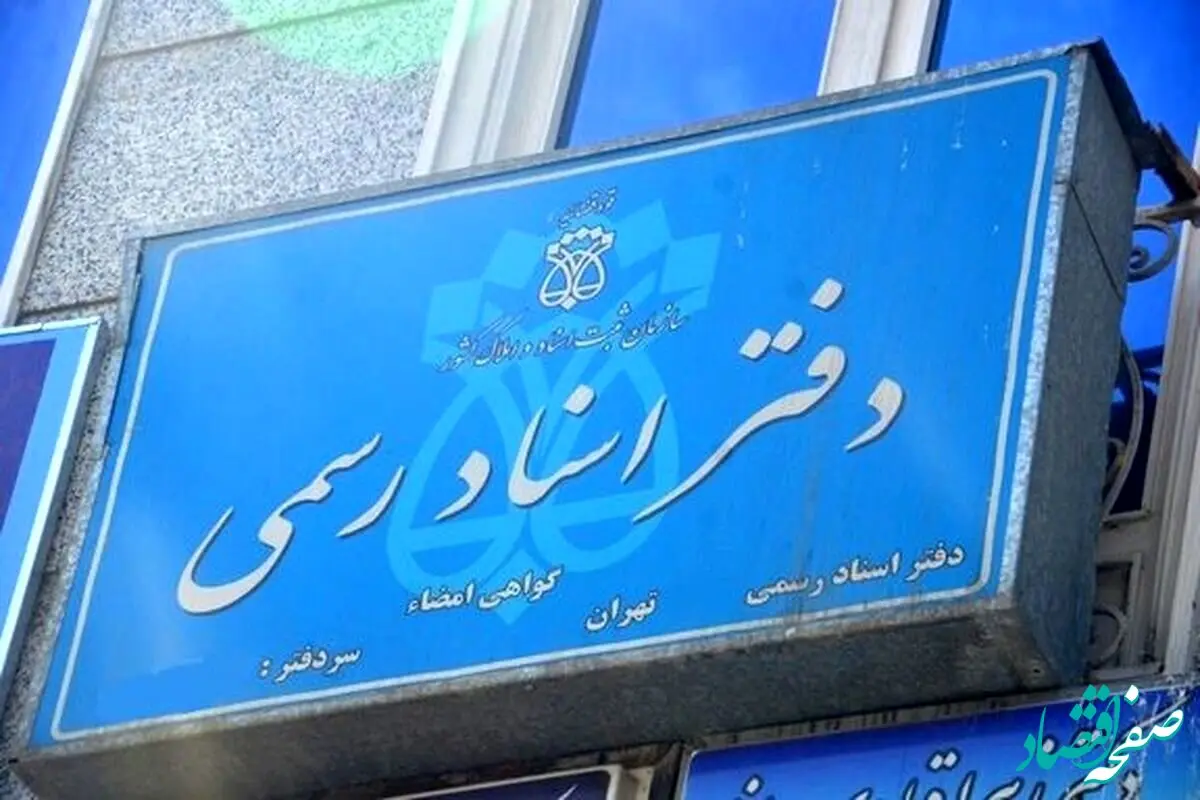 قوه قضاییه
سازمان ثبت اسناد و املاک کشور
دفتر اسناد رسمی
دفتر اسناد رسمی
تهران
گواهی امضاء
سردفتر :
صفحه اقتصاد